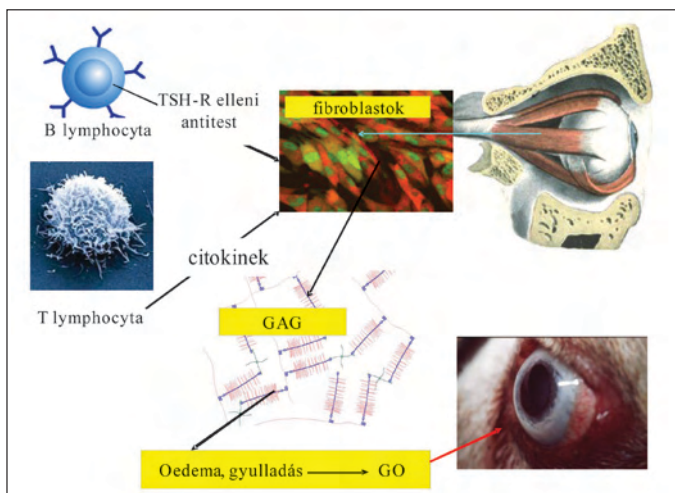 B lymphocyta
TSH-R elleni
antitest
fibroblastok
citokinek
T lymphocyta
GAG
Oedema, gyulladás → GO